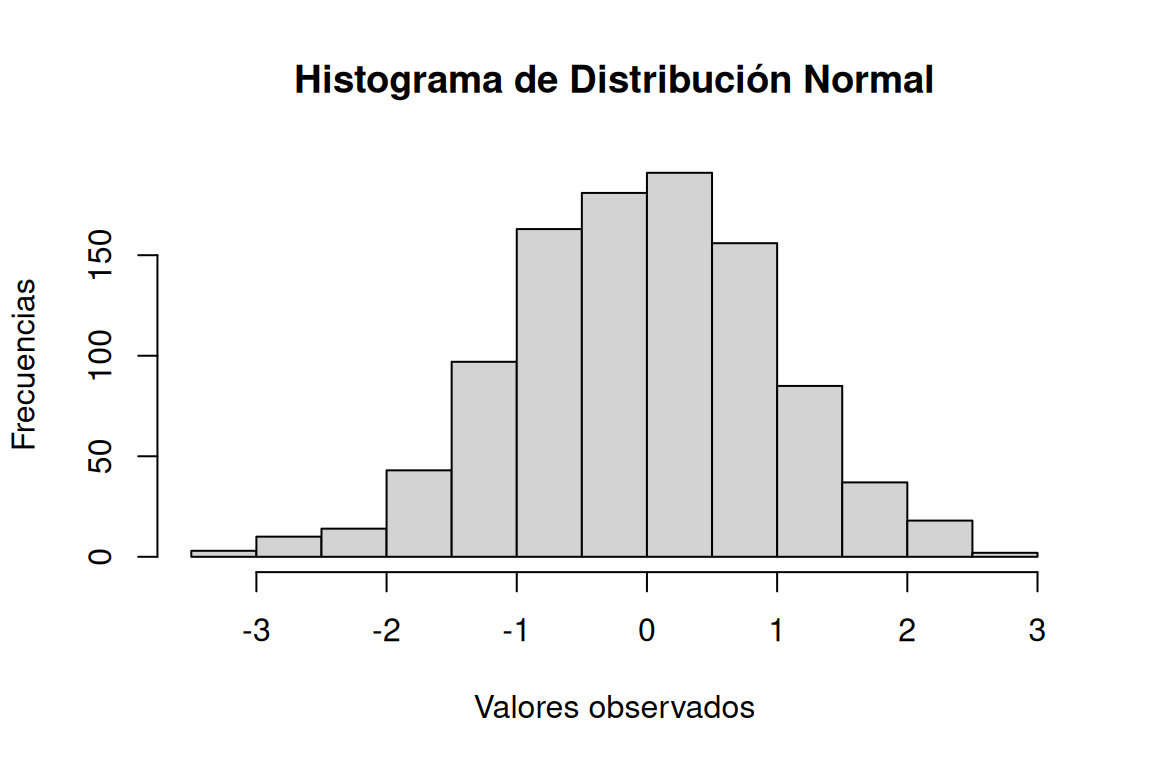 Histograma de Distribución Normal
Frecuencias
150
100
50
0
-3 -2 -1 0 1 2 3
Valores observados